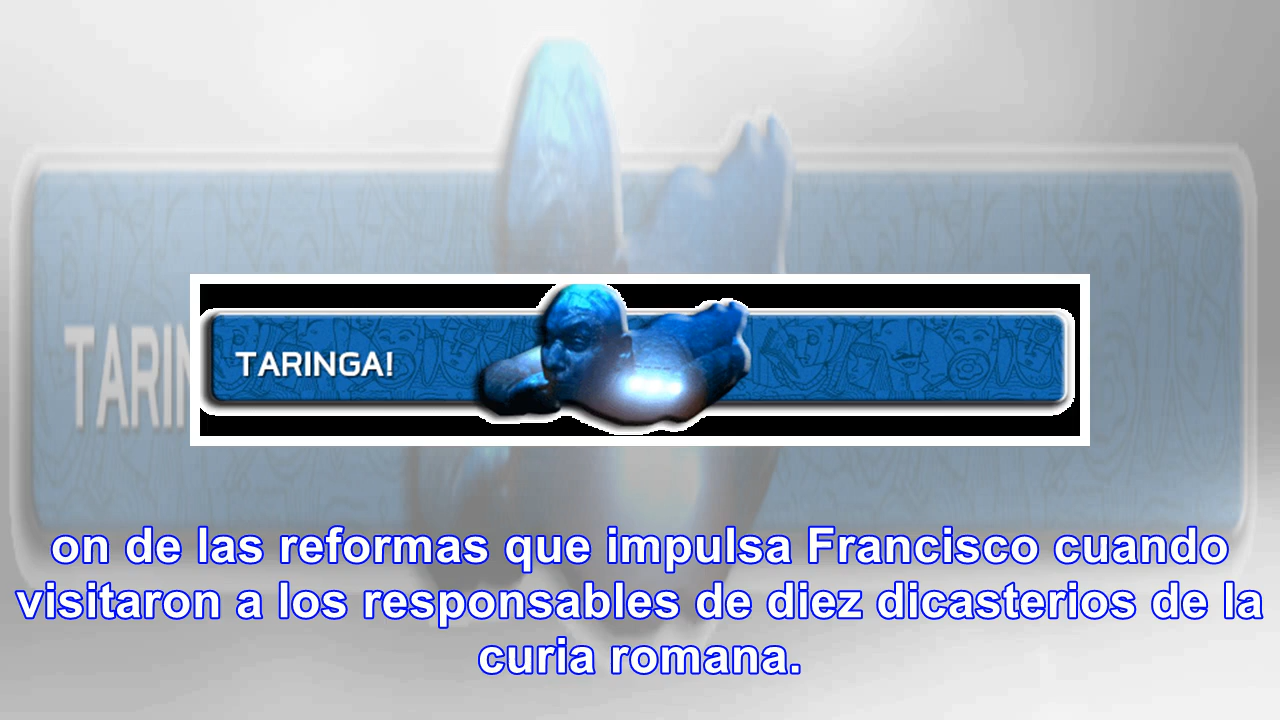 TARINGA!
TARIN
on de las reformas que impulsa Francisco cuando
visitaron a los responsables de diez dicasterios de la
curia romana.